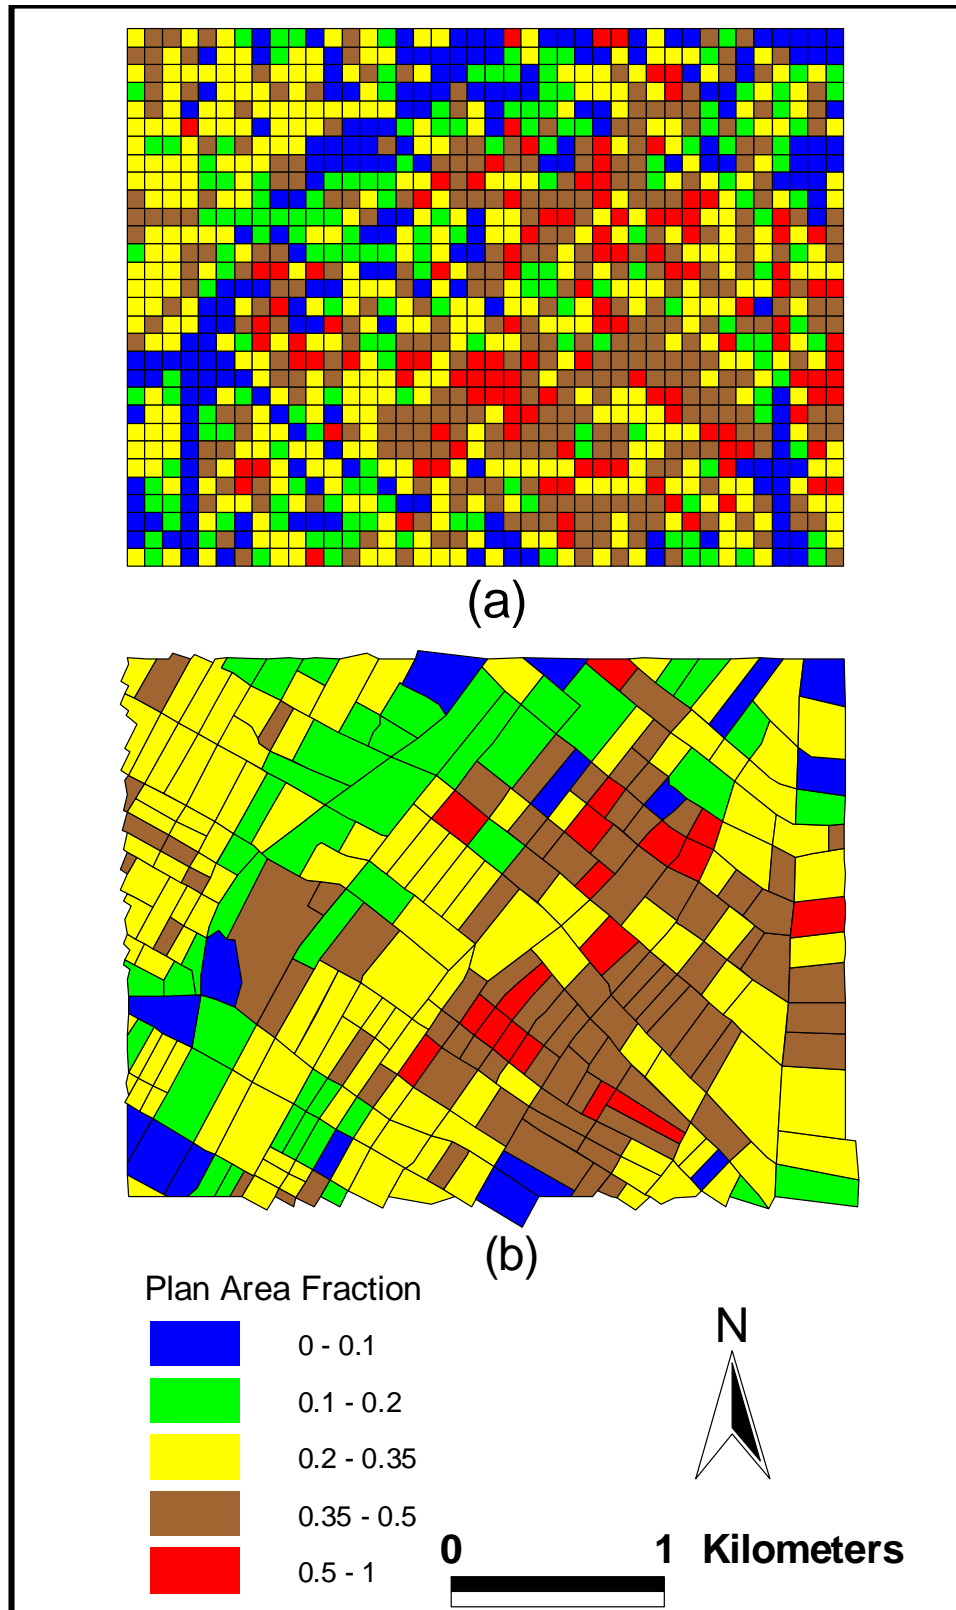 (a)
(b)
Plan Area Fraction
0 - 0.1
0.1 - 0.2
0.2 - 0.35
0.35 - 0.5
0.5 - 1
N
0 1 Kilometers